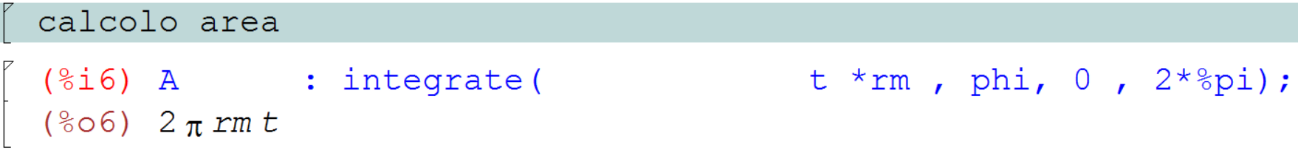 calcolo area
(%i6) A : integrate( t *rm , phi, 0 , 2*%pi);
(%o6) 2 π rm t